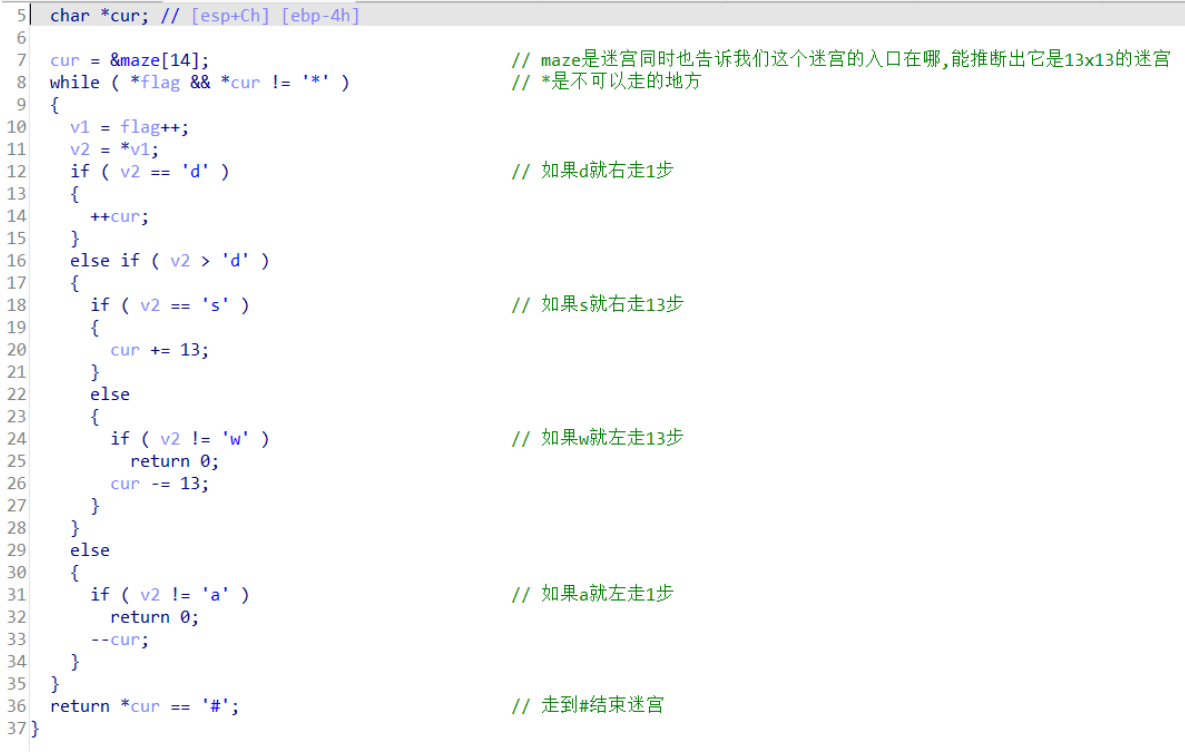 5 char *cur; // [esp+Ch] [ebp-4h]
6
7 cur = &maze[14]; // maze是迷宫同时也告诉我们这个迷宫的入口在哪,能推断出它是13x13的迷宫
8 while ( *flag && *cur != '*' ) // *是不可以走的地方
9 {
10 v1 = flag++;
11 v2 = *v1;
12 if ( v2 == 'd' ) // 如果d就右走1步
13 {
14 ++cur;
15 }
16 else if ( v2 > 'd' )
17 {
18 if ( v2 == 's' ) // 如果s就右走13步
19 {
20 cur += 13;
21 }
22 else
23 {
24 if ( v2 != 'w' ) // 如果w就左走13步
25 return 0;
26 cur -= 13;
27 }
28 }
29 else
30 {
31 if ( v2 != 'a' ) // 如果a就左走1步
32 return 0;
33 --cur;
34 }
35 }
36 return *cur == '#'; // 走到#结束迷宫
37 }